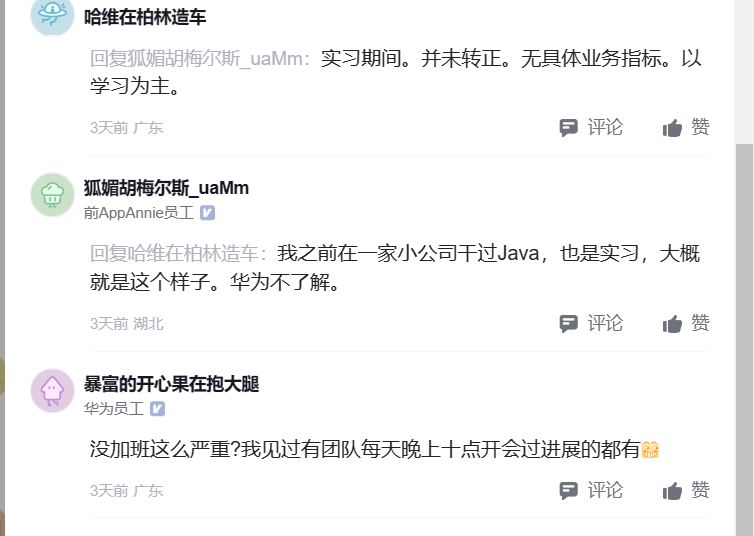 哈维在柏林造车
回复狐媚胡梅尔斯_uaMm：实习期间。并未转正。无具体业务指标。以
学习为主。
3天前 广东 评论 赞
狐媚胡梅尔斯_uaMm
前AppAnnie员工
回复哈维在柏林造车：我之前在一家小公司干过Java，也是实习，大概
就是这个样子。华为不了解。
3天前 湖北 评论 赞
暴富的开心果在抱大腿
华为员工
没加班这么严重?我见过有团队每天晚上十点开会过进展的都有
3天前 广东 评论 赞